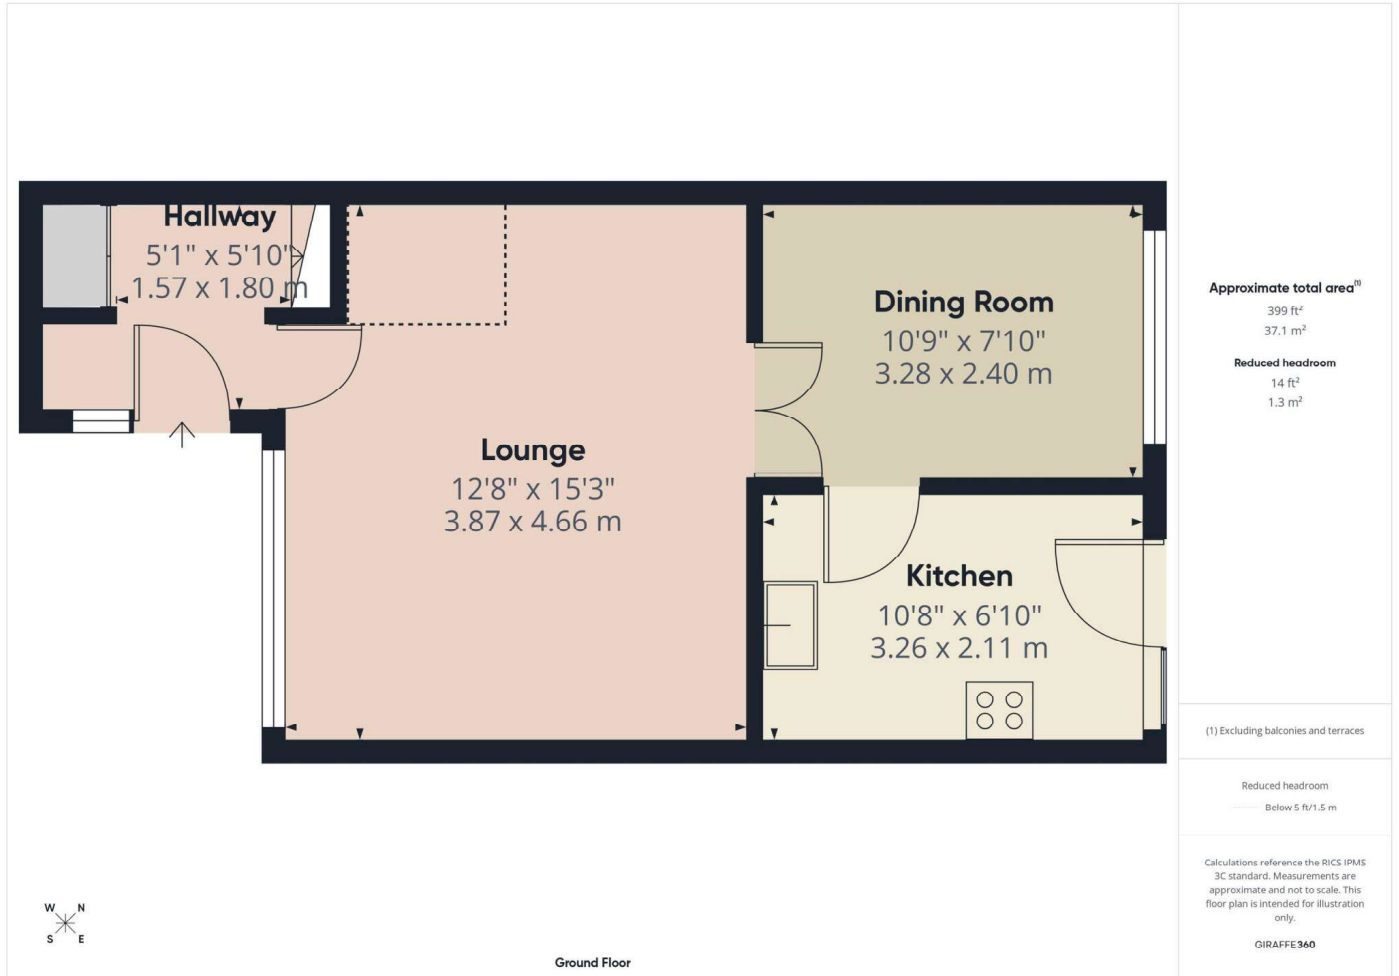 Hallway
5'1" x 5'10"
1.57 x 1.80 m
Dining Room
10'9" x 7'10"
3.28 x 2.40 m
Lounge
12'8" x 15'3"
3.87 x 4.66 m
Kitchen
10'8" x 6'10"
3.26 x 2.11 m
W N
S E
Ground Floor
Approximate total area(1)
399 ft²
37.1 m²
Reduced headroom
14 ft²
1.3 m²
(1) Excluding balconies and terraces
Reduced headroom
Below 5 ft/1.5 m
Calculations reference the RICS IPMS
3C standard. Measurements are
approximate and not to scale. This
floor plan is intended for illustration
only.
GIRAFFE360